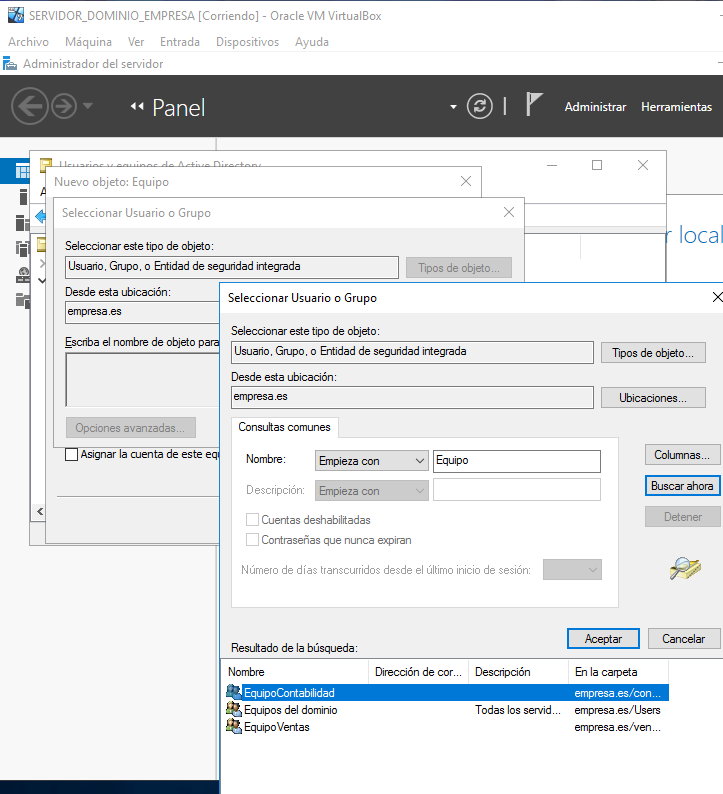 SERVIDOR_DOMINIO_EMPRESA [Corriendo] - Oracle VM VirtualBox
Archivo Máquina Ver Entrada Dispositivos Ayuda
Administrador del servidor
Panel
Administrar Herramientas
Usuarios y equipos de Active Directory
Nuevo objeto: Equipo
Seleccionar Usuario o Grupo
Seleccionar este tipo de objeto:
Usuario, Grupo, o Entidad de seguridad integrada
Tipos de objeto...
Desde esta ubicación:
empresa.es
Escriba el nombre de objeto para
Opciones avanzadas...
Asignar la cuenta de este equ
r local
Seleccionar Usuario o Grupo
Seleccionar este tipo de objeto:
Usuario, Grupo, o Entidad de seguridad integrada
Tipos de objeto...
Desde esta ubicación:
empresa.es
Ubicaciones...
Consultas comunes
Nombre: Empieza con Equipo
Descripción: Empieza con
Cuentas deshabilitadas
Contraseñas que nunca expiran
Número de días transcurridos desde el último inicio de sesión:
Columnas...
Buscar ahora
Detener
Aceptar Cancelar
Resultado de la búsqueda:
Nombre Dirección de cor... Descripción En la carpeta
EquipoContabilidad empresa.es/con...
Equipos del dominio Todas los servid... empresa.es/Users
EquipoVentas empresa.es/ven...